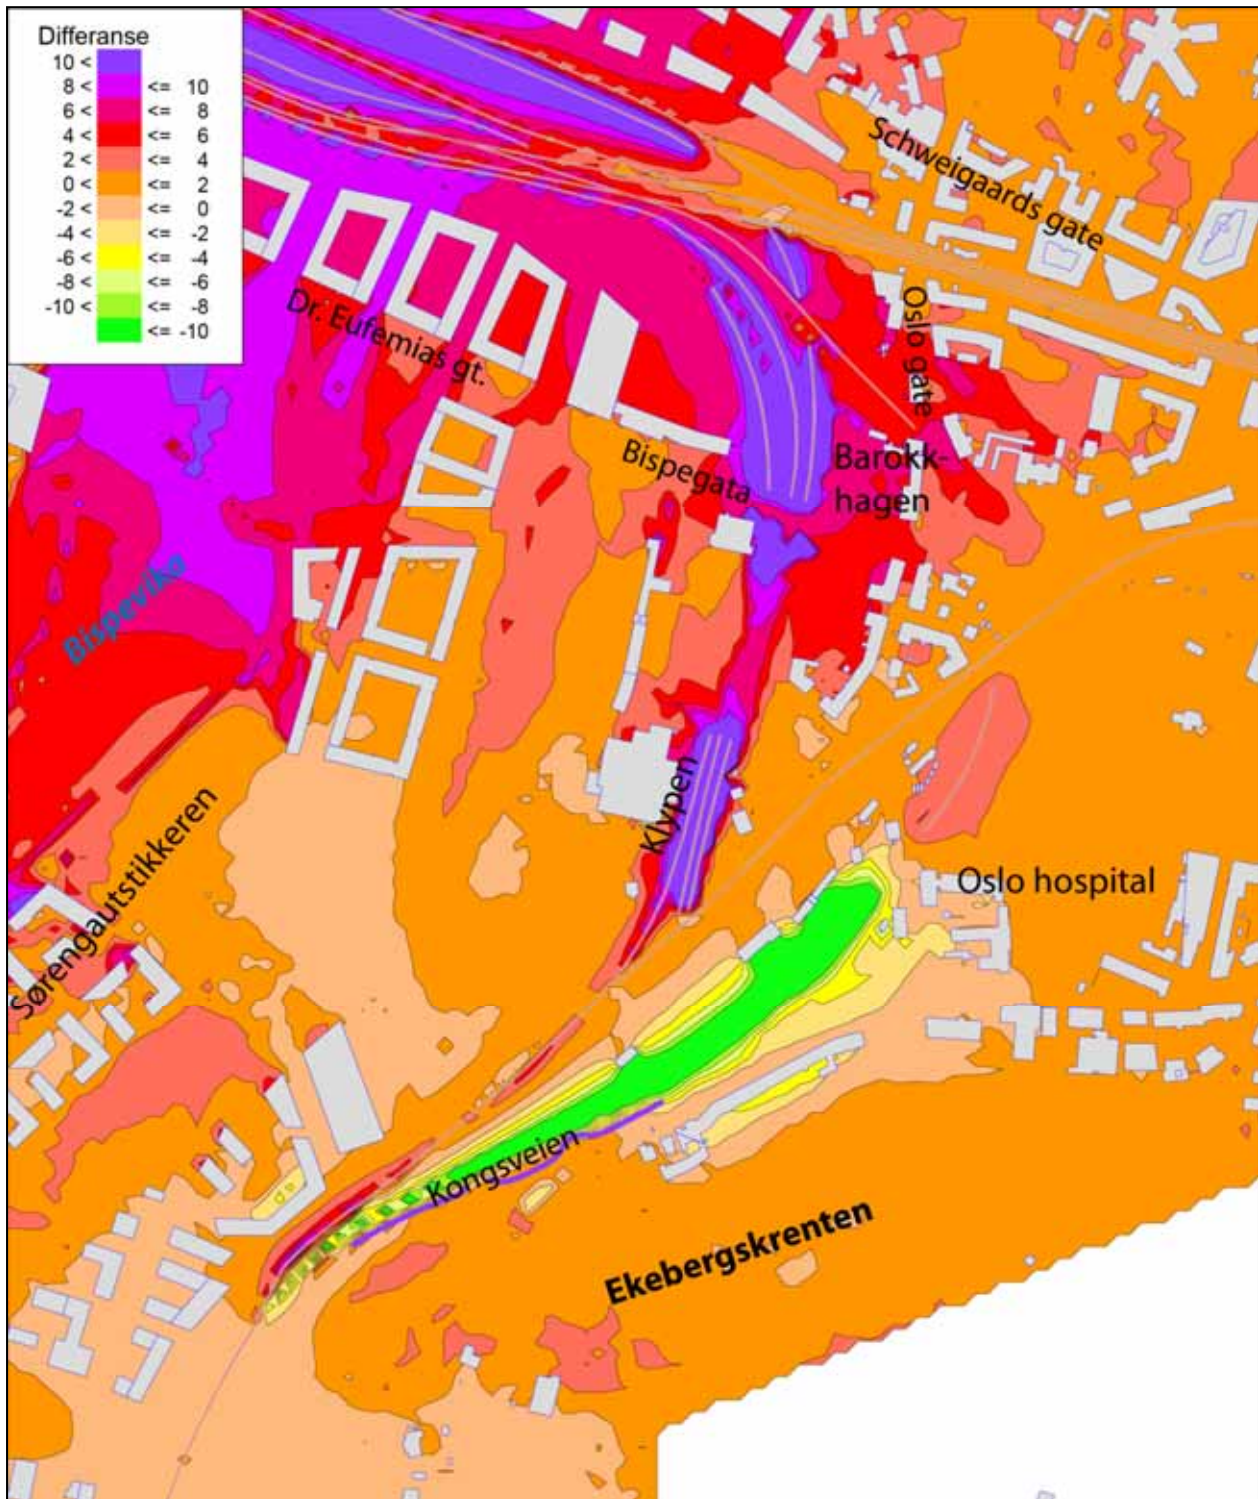 Differanse
10 <
8 < <= 10
6 < <= 8
4 < <= 6
2 < <= 4
0 < <= 2
-2 < <= 0
-4 < <= -2
-6 < <= -4
-8 < <= -6
-10 < <= -8
<= -10
Schweigaards gate
Dr. Eufemias gt.
Oslo gate
Bispegata
Barokk-
hagen
Bispevika
Klypen
Sørengautstikkeren
Oslo hospital
Kongsveien
Ekebergskrenten